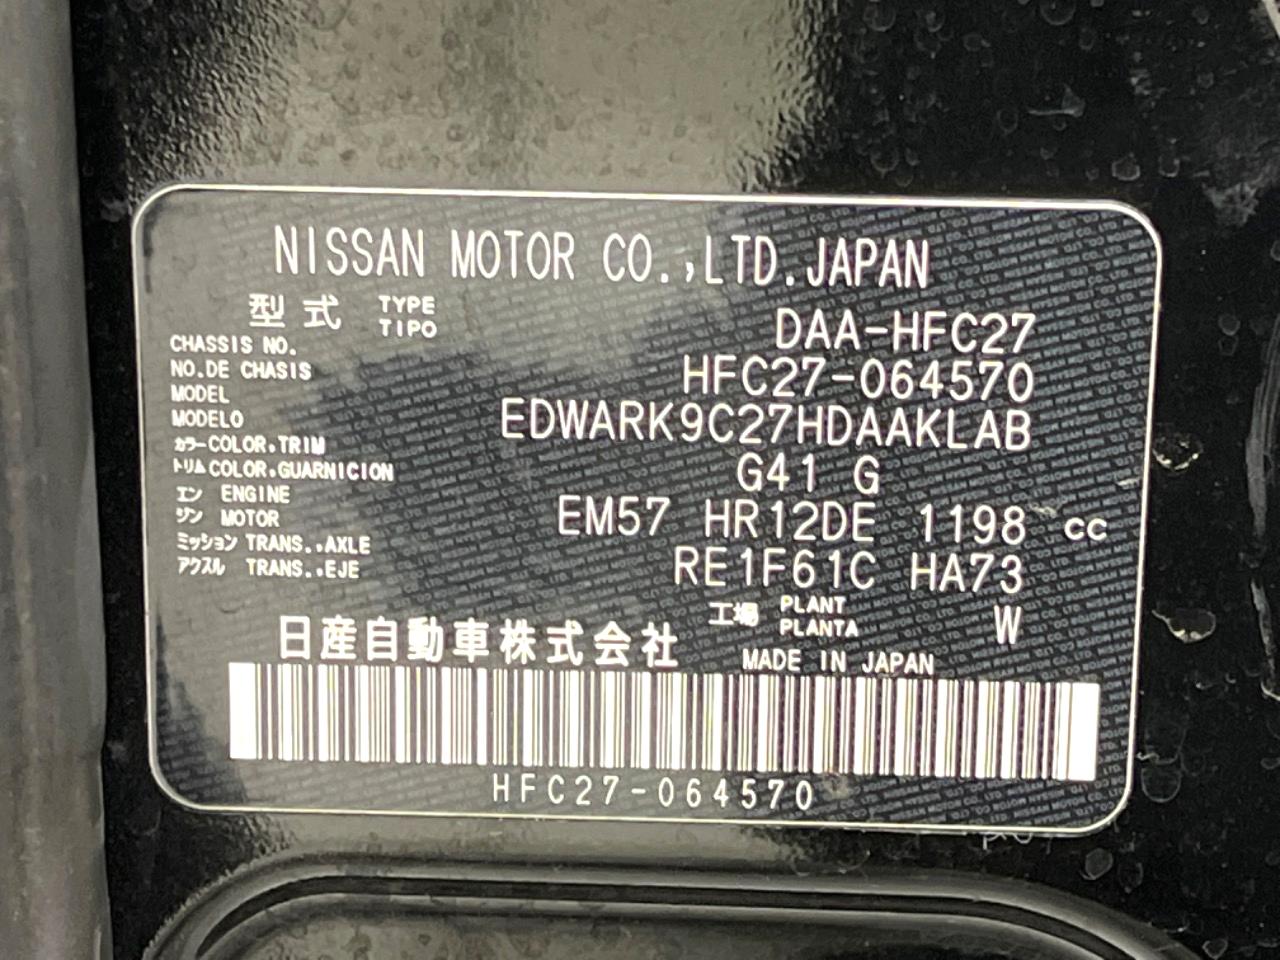 NISSAN MOTOR CO.,LTD.JAPAN
型式 TYPE TIPO DAA-HFC27
CHASSIS NO.
NO.DE CHASIS HFC27-064570
MODEL
MODELO EDWARK9C27HDAAKLAB
カラー COLOR,TRIM
トリム COLOR.GUARNICION G41 G
エン ENGINE
ジン MOTOR EM57 HR12DE 1198 cc
ミッション TRANS.,AXLE
アクスル TRANS.,EJE RE1F61C HA73
工場 PLANT PLANTA W
日産自動車株式会社 MADE IN JAPAN
HFC27-064570